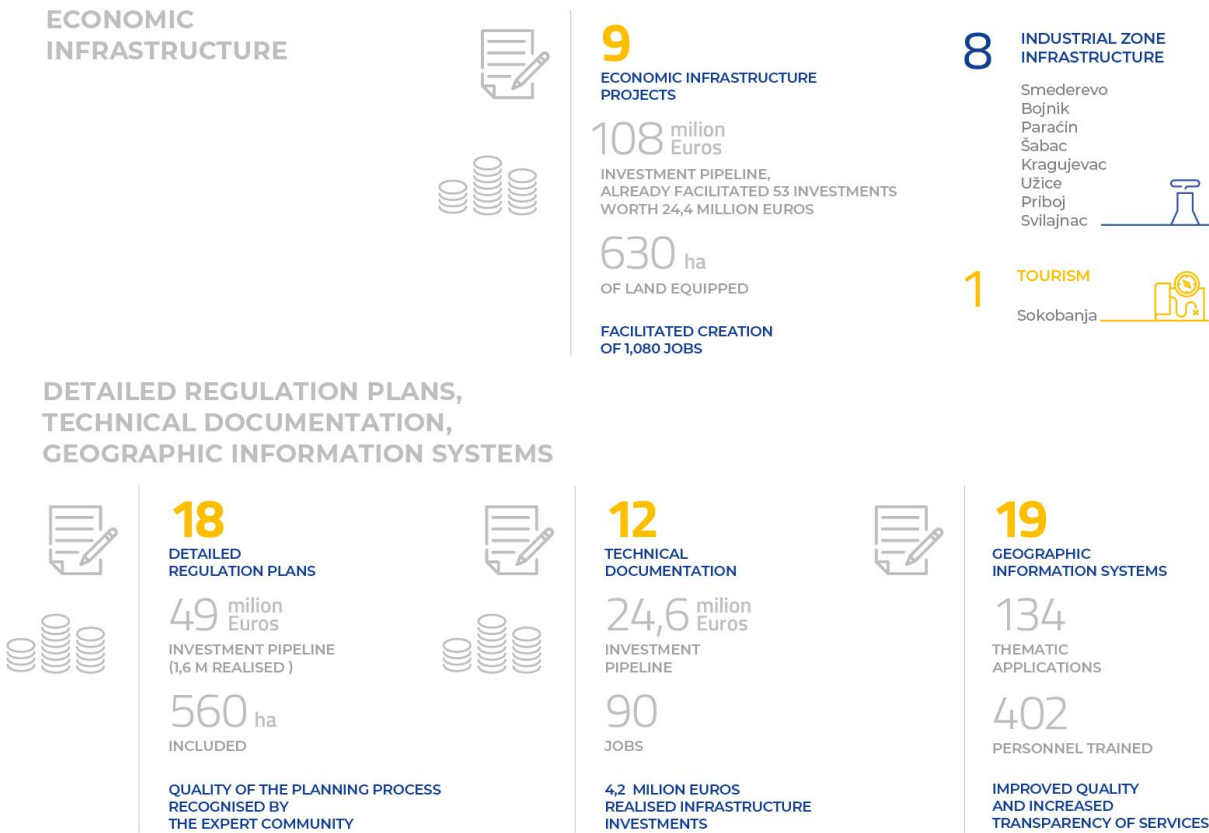 ECONOMIC
INFRASTRUCTURE
9
ECONOMIC INFRASTRUCTURE
PROJECTS
108 milion
Euros
INVESTMENT PIPELINE,
ALREADY FACILITATED 53 INVESTMENTS
WORTH 24,4 MILLION EUROS
630 ha
OF LAND EQUIPPED
FACILITATED CREATION
OF 1,080 JOBS
8
INDUSTRIAL ZONE
INFRASTRUCTURE
Smederevo
Bojnik
Paraćin
Šabac
Kragujevac
Užice
Priboj
Svilajnac
1
TOURISM
Sokobanja
DETAILED REGULATION PLANS,
TECHNICAL DOCUMENTATION,
GEOGRAPHIC INFORMATION SYSTEMS
18
DETAILED
REGULATION PLANS
49 milion
Euros
INVESTMENT PIPELINE
(1,6 M REALISED )
560 ha
INCLUDED
QUALITY OF THE PLANNING PROCESS
RECOGNISED BY
THE EXPERT COMMUNITY
12
TECHNICAL
DOCUMENTATION
24,6 milion
Euros
INVESTMENT
PIPELINE
90
JOBS
4,2 MILION EUROS
REALISED INFRASTRUCTURE
INVESTMENTS
19
GEOGRAPHIC
INFORMATION SYSTEMS
134
THEMATIC
APPLICATIONS
402
PERSONNEL TRAINED
IMPROVED QUALITY
AND INCREASED
TRANSPARENCY OF SERVICES